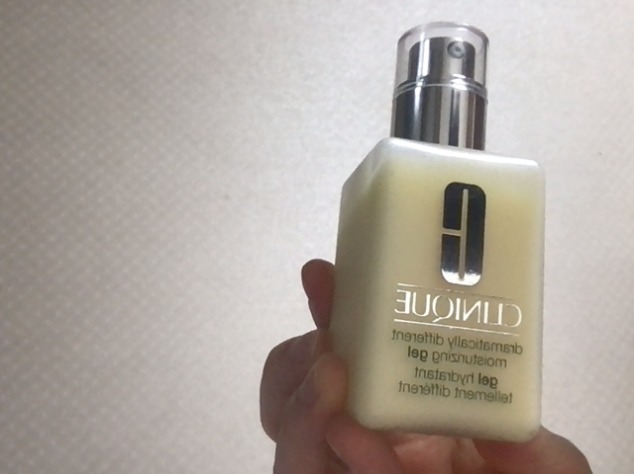 CLINIQUE
dramatically different
moisturizing gel
gel hydratant
tellement différent